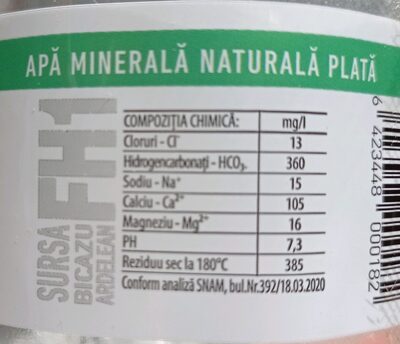 APĂ MINERALĂ NATURALĂ PLATĂ
SURSA
BICAZU
ARDELEAN
FH1
COMPOZIȚIA CHIMICĂ: mg/l
Cloruri - Cl⁻ 13
Hidrogencarbonați - HCO₃- 360
Sodiu - Na⁺ 15
Calciu - Ca²⁺ 105
Magneziu - Mg²⁺ 16
PH 7,3
Reziduu sec la 180°C 385
Conform analiză SNAM, bul.Nr.392/18.03.2020
6 423448 000182